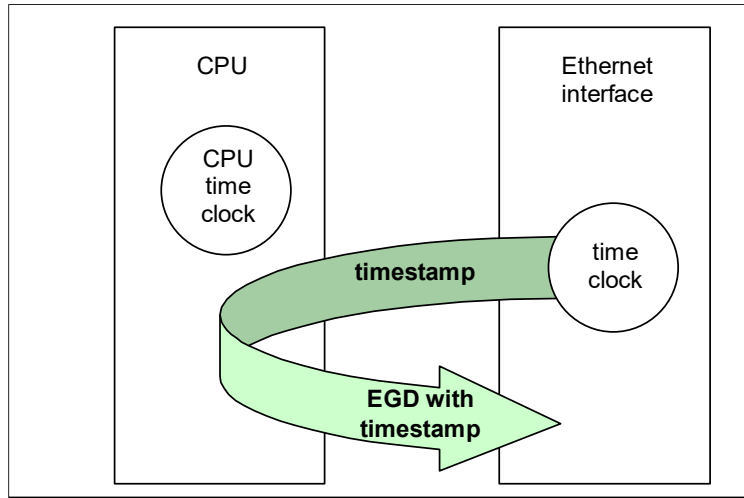 CPU
Ethernet
interface
CPU
time
clock
time
clock
timestamp
EGD with
timestamp